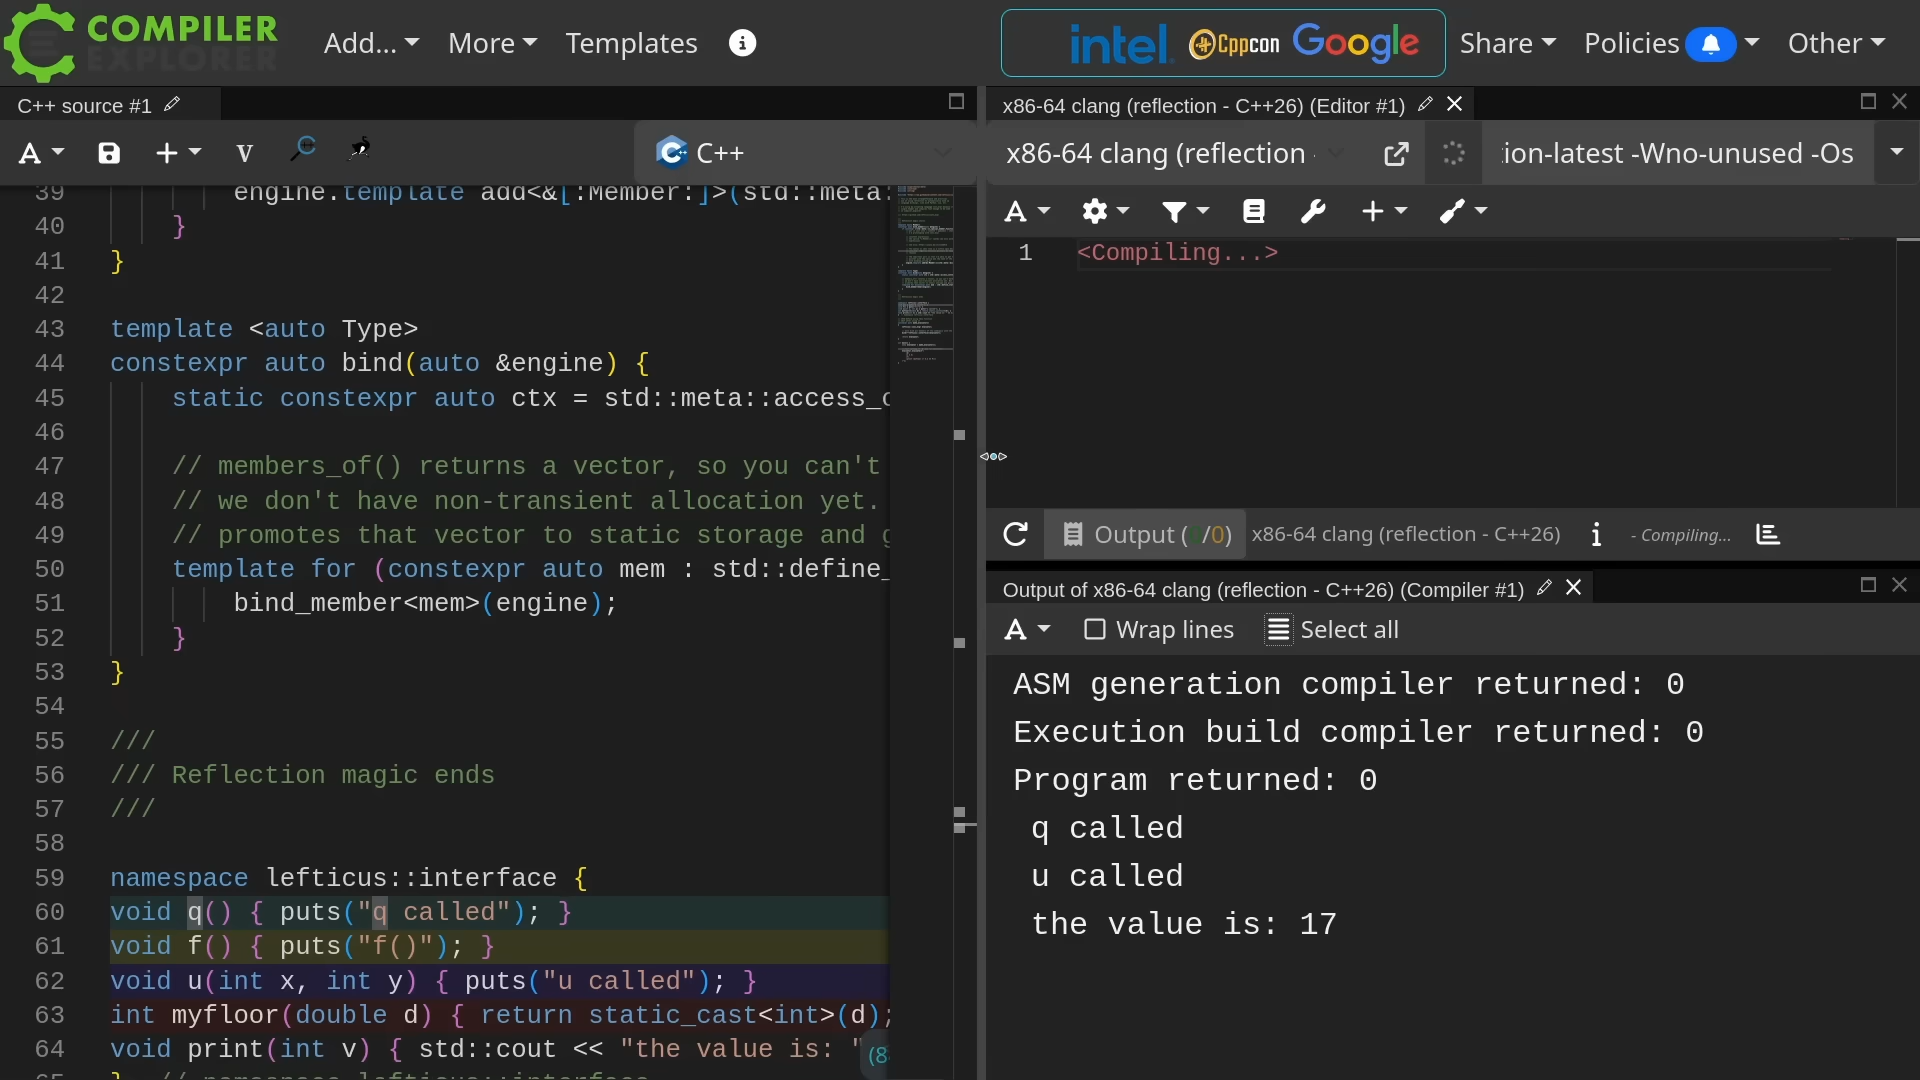 COMPILER
EXPLORER
Add...
More
Templates
intel.
Cppcon
Google
Share
Policies
Other
C++ source #1
A
V
C++
39 engine.template add<&[:Member:]>(std::meta:
40 }
41 }
42
43 template <auto Type>
44 constexpr auto bind(auto &engine) {
45 static constexpr auto ctx = std::meta::access_c
46
47 // members_of() returns a vector, so you can't
48 // we don't have non-transient allocation yet.
49 // promotes that vector to static storage and g
50 template for (constexpr auto mem : std::define_
51 bind_member<mem>(engine);
52 }
53 }
54
55 ///
56 /// Reflection magic ends
57 ///
58
59 namespace lefticus::interface {
60 void q() { puts("q called"); }
61 void f() { puts("f()"); }
62 void u(int x, int y) { puts("u called"); }
63 int myfloor(double d) { return static_cast<int>(d);
64 void print(int v) { std::cout << "the value is: "
(8
x86-64 clang (reflection - C++26) (Editor #1)
x86-64 clang (reflection
ion-latest -Wno-unused -Os
A
1 <Compiling...>
Output (0/0) x86-64 clang (reflection - C++26) i - Compiling...
Output of x86-64 clang (reflection - C++26) (Compiler #1)
A
Wrap lines
Select all
ASM generation compiler returned: 0
Execution build compiler returned: 0
Program returned: 0
q called
u called
the value is: 17